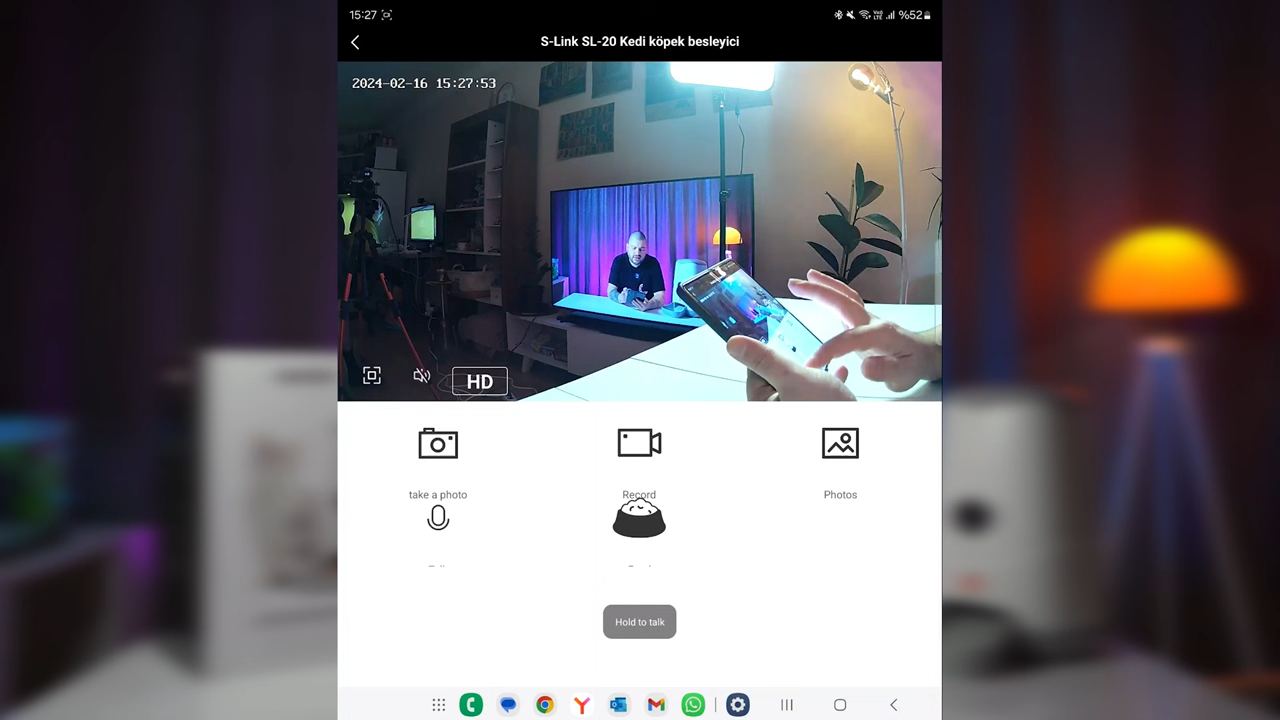 15:27
VoLTE %52
S-Link SL-20 Kedi köpek besleyici
2024-02-16 15:27:53
HD
take a photo
Record
Photos
Hold to talk